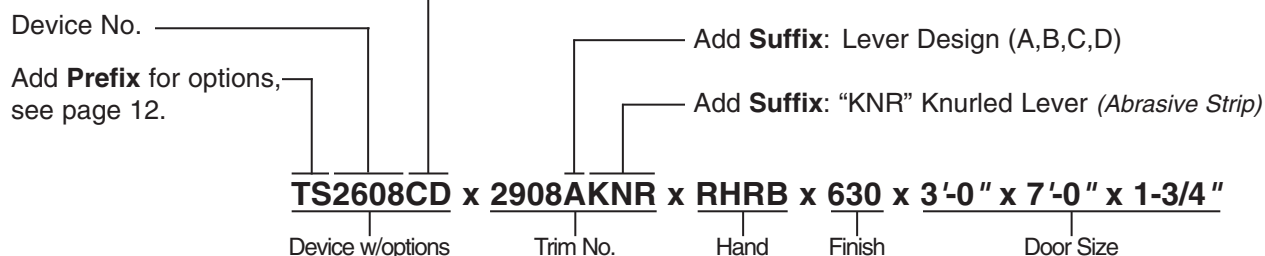 Device No.
Add Suffix: Lever Design (A,B,C,D)
Add Prefix for options,
see page 12.
Add Suffix: “KNR” Knurled Lever (Abrasive Strip)
TS2608CD x 2908AKNR x RHRB x 630 x 3'-0" x 7'-0" x 1-3/4"
Device w/options Trim No. Hand Finish Door Size